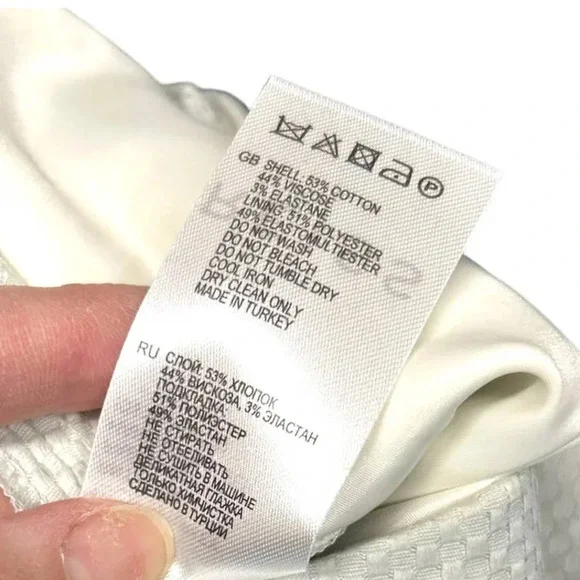 P
GB SHELL: 53% COTTON
44% VISCOSE
3% ELASTANE
LINING: 51% POLYESTER
49% ELASTOMULTIESTER
DO NOT WASH
DO NOT BLEACH
DO NOT TUMBLE DRY
COOL IRON
DRY CLEAN ONLY
MADE IN TURKEY
RU СЛОЙ: 53% ХЛОПОК
44% ВИСКОЗА, 3% ЭЛАСТАН
ПОДКЛАДКА:
51% ПОЛИЭСТЕР
49% ЭЛАСТАН
НЕ СТИРАТЬ
НЕ ОТБЕЛИВАТЬ
НЕ СУШИТЬ В МАШИНЕ
ДЕЛИКАТНАЯ ГЛАЖКА
ТОЛЬКО ХИМЧИСТКА
СДЕЛАНО В ТУРЦИИ